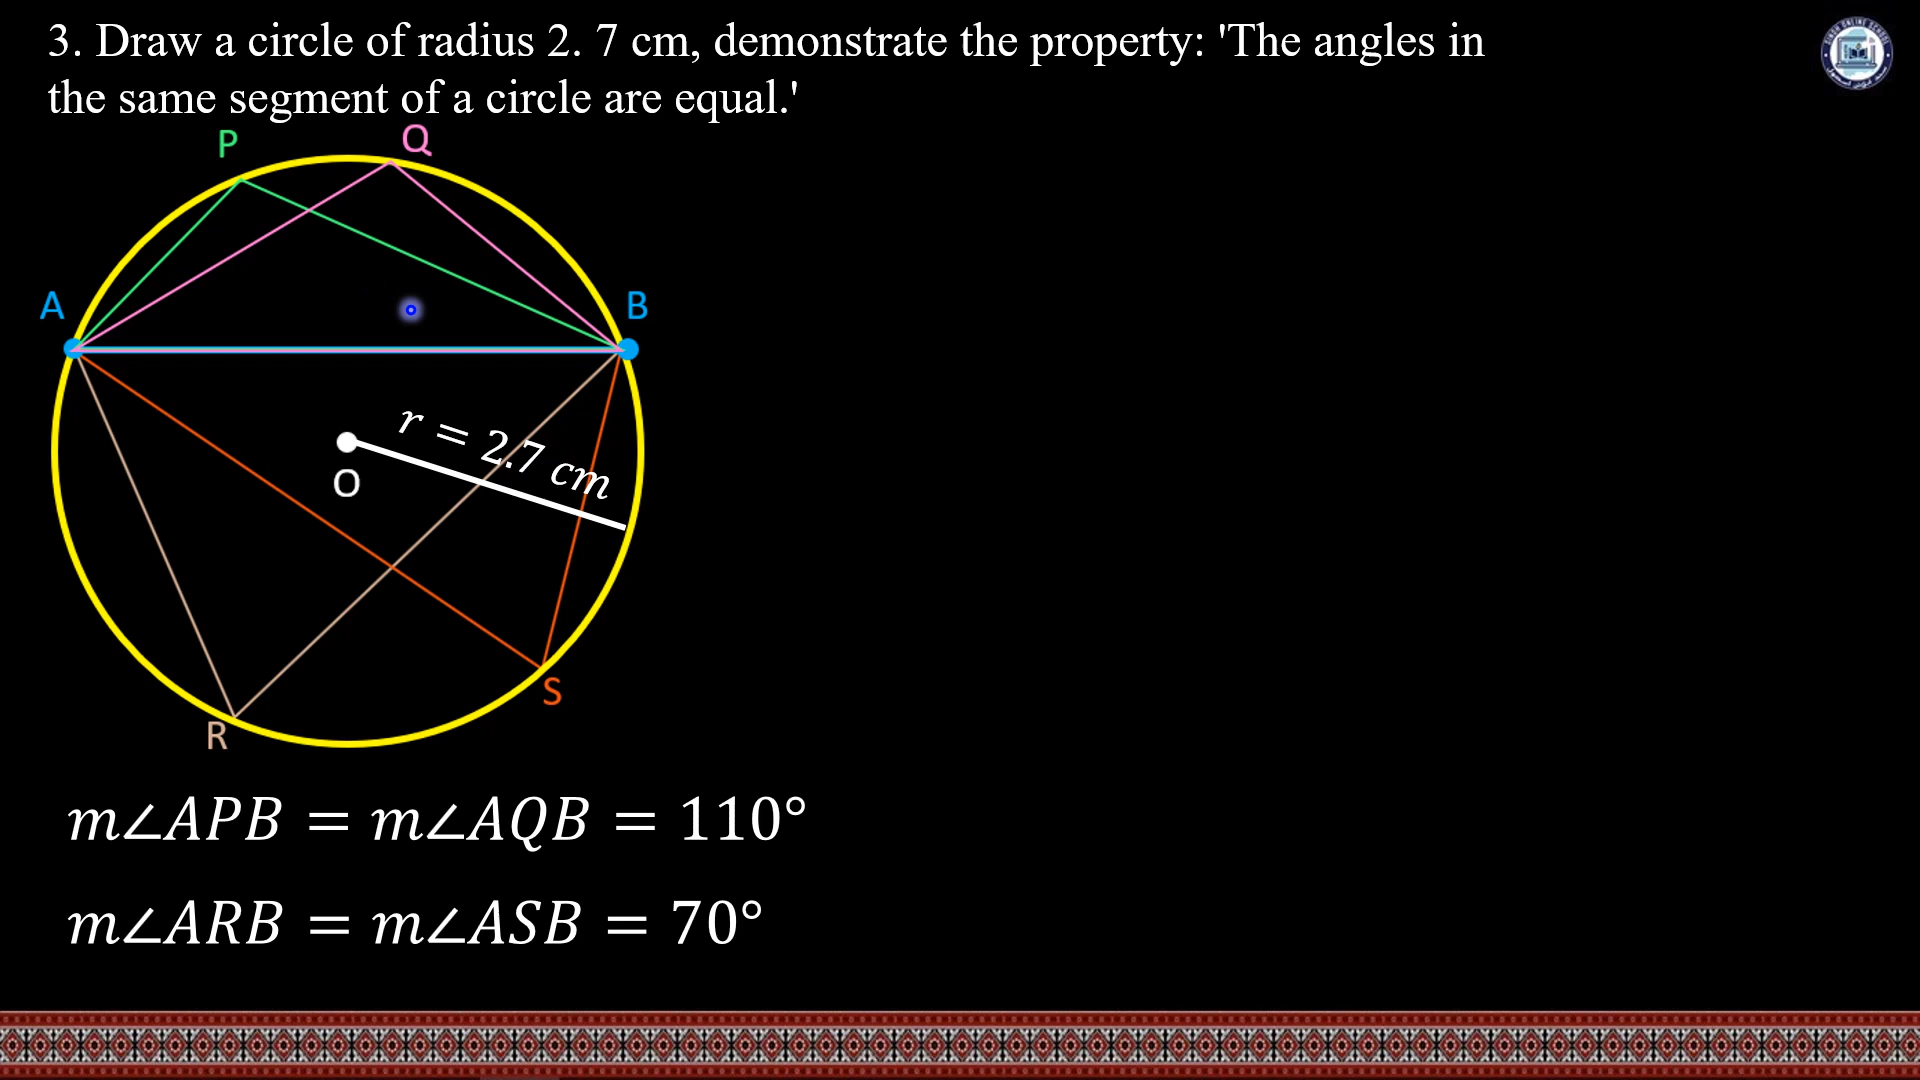 3. Draw a circle of radius 2. 7 cm, demonstrate the property: 'The angles in
the same segment of a circle are equal.'
P
Q
A
B
r = 2.7 cm
O
S
R
m∠APB = m∠AQB = 110°
m∠ARB = m∠ASB = 70°